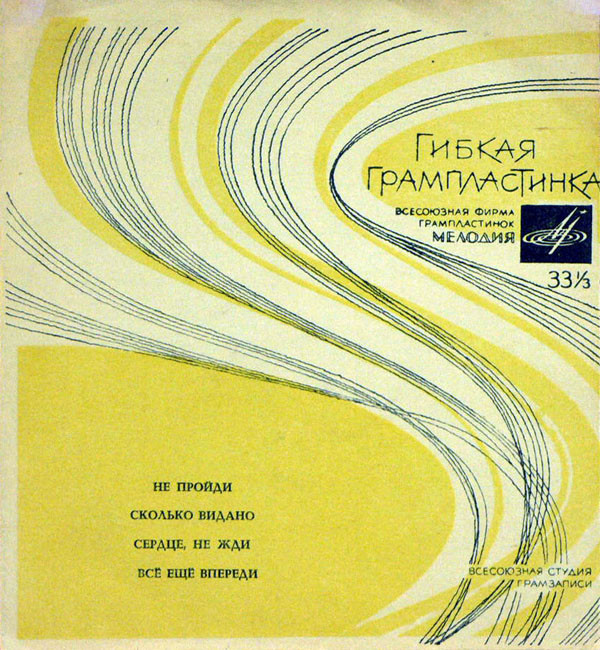 ГИБКАЯ
ГРАМПЛАСТИНКА
ВСЕСОЮЗНАЯ ФИРМА
ГРАМПЛАСТИНОК
МЕЛОДИЯ
33⅓
НЕ ПРОЙДИ
СКОЛЬКО ВИДАНО
СЕРДЦЕ, НЕ ЖДИ
ВСЁ ЕЩЁ ВПЕРЕДИ
ВСЕСОЮЗНАЯ СТУДИЯ
ГРАМЗАПИСИ